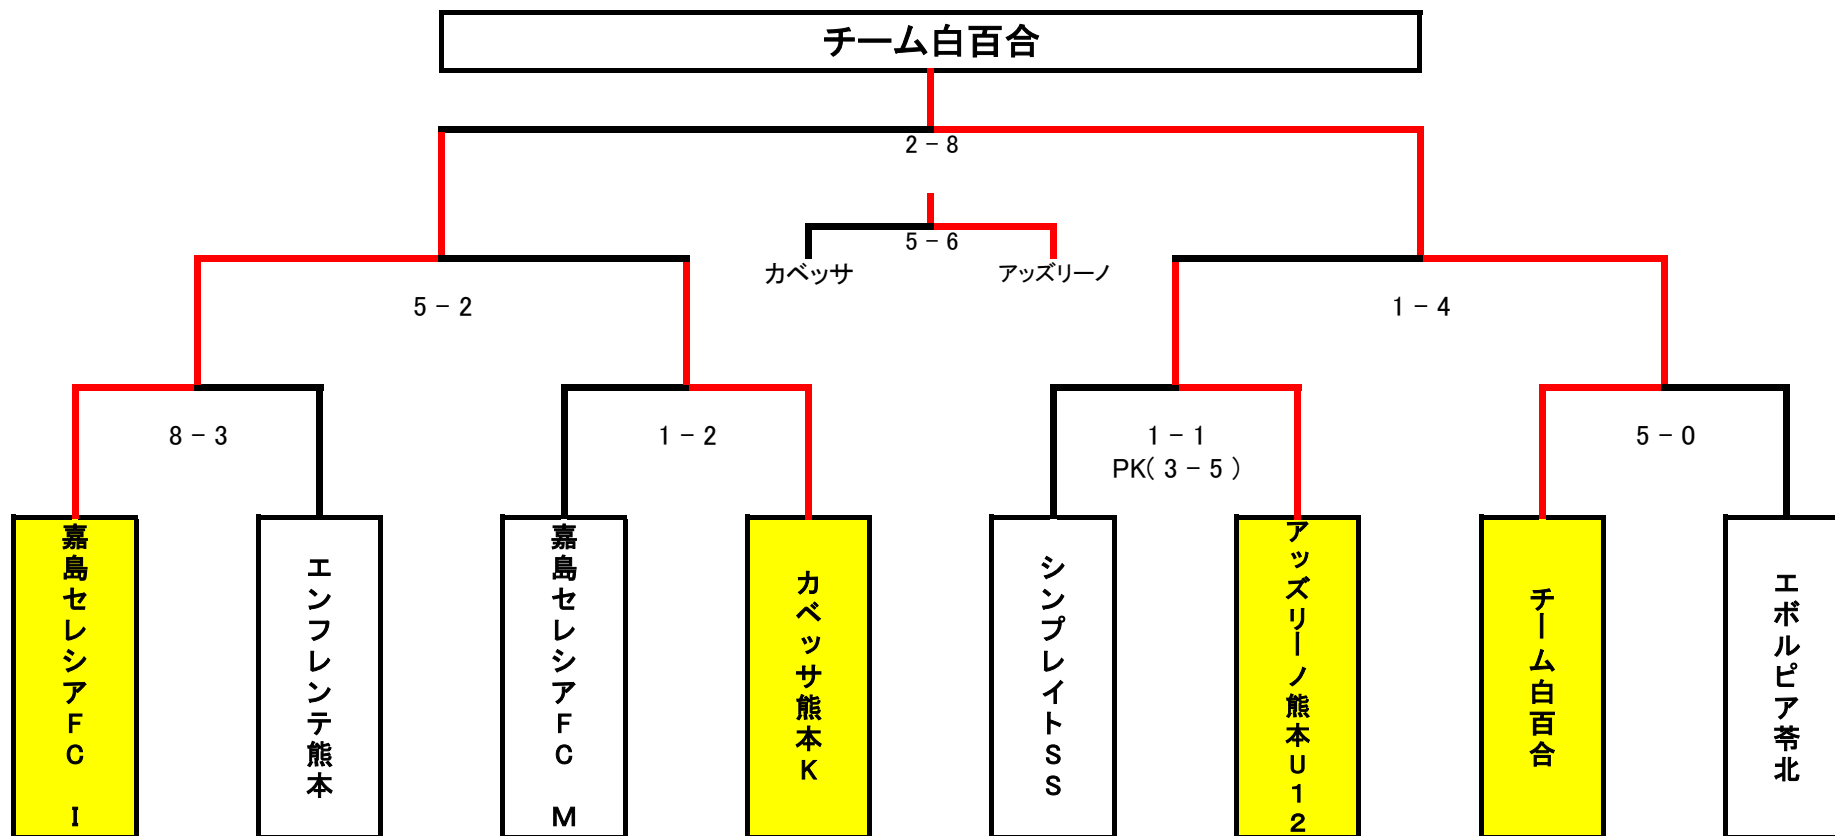 チーム白百合
2 - 8
5 - 6
カベッサ
アッズリーノ
5 - 2
1 - 4
8 - 3
1 - 2
1 - 1
PK( 3 - 5 )
5 - 0
嘉島セレシアFC I
エンフレンテ熊本
嘉島セレシアFC M
カベッサ熊本K
シンプレイトSS
アッズリーノ熊本U12
チーム白百合
エボルピア苓北